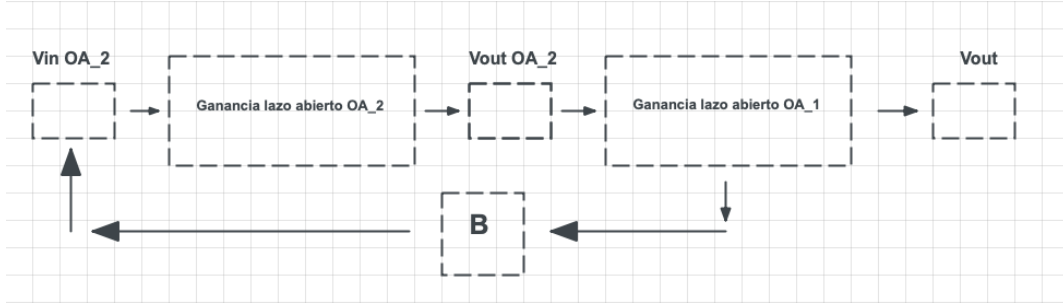 Vin OA_2
Vout OA_2
Vout
Ganancia lazo abierto OA_2
Ganancia lazo abierto OA_1
B